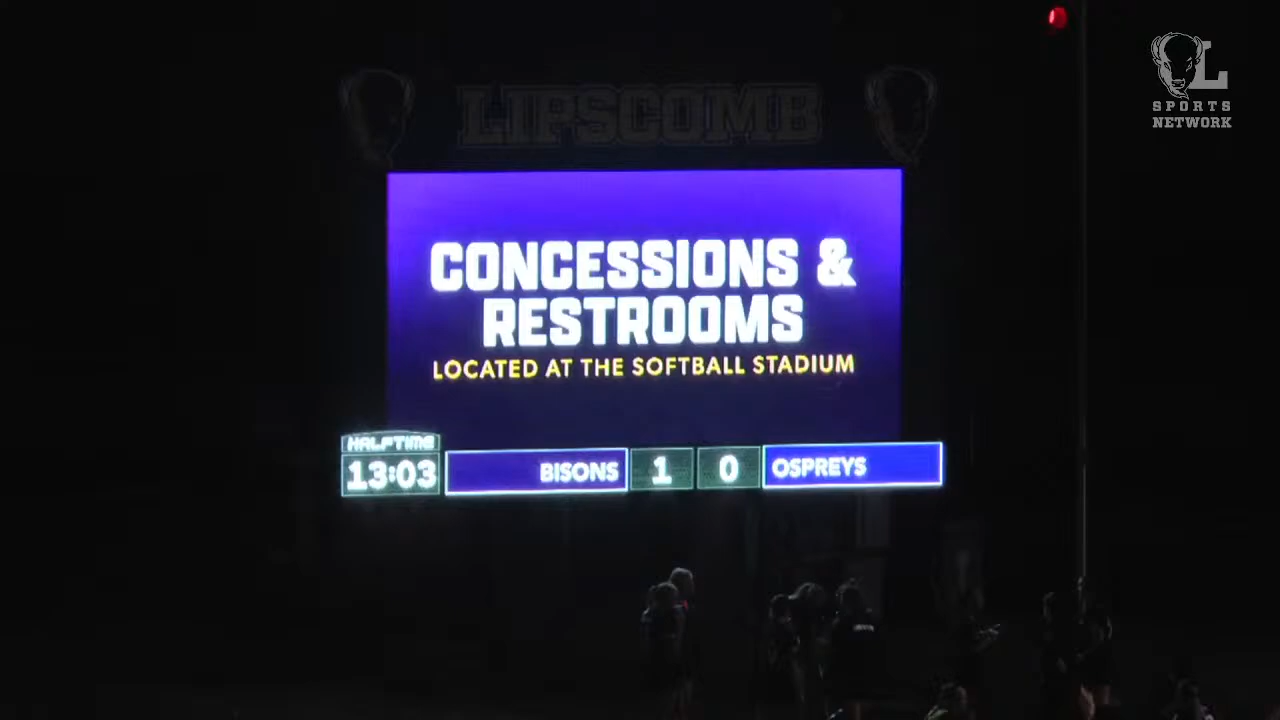 LIPSCOMB
L
SPORTS
NETWORK
CONCESSIONS &
RESTROOMS
LOCATED AT THE SOFTBALL STADIUM
HALFTIME
13:03
BISONS
1
0
OSPREYS